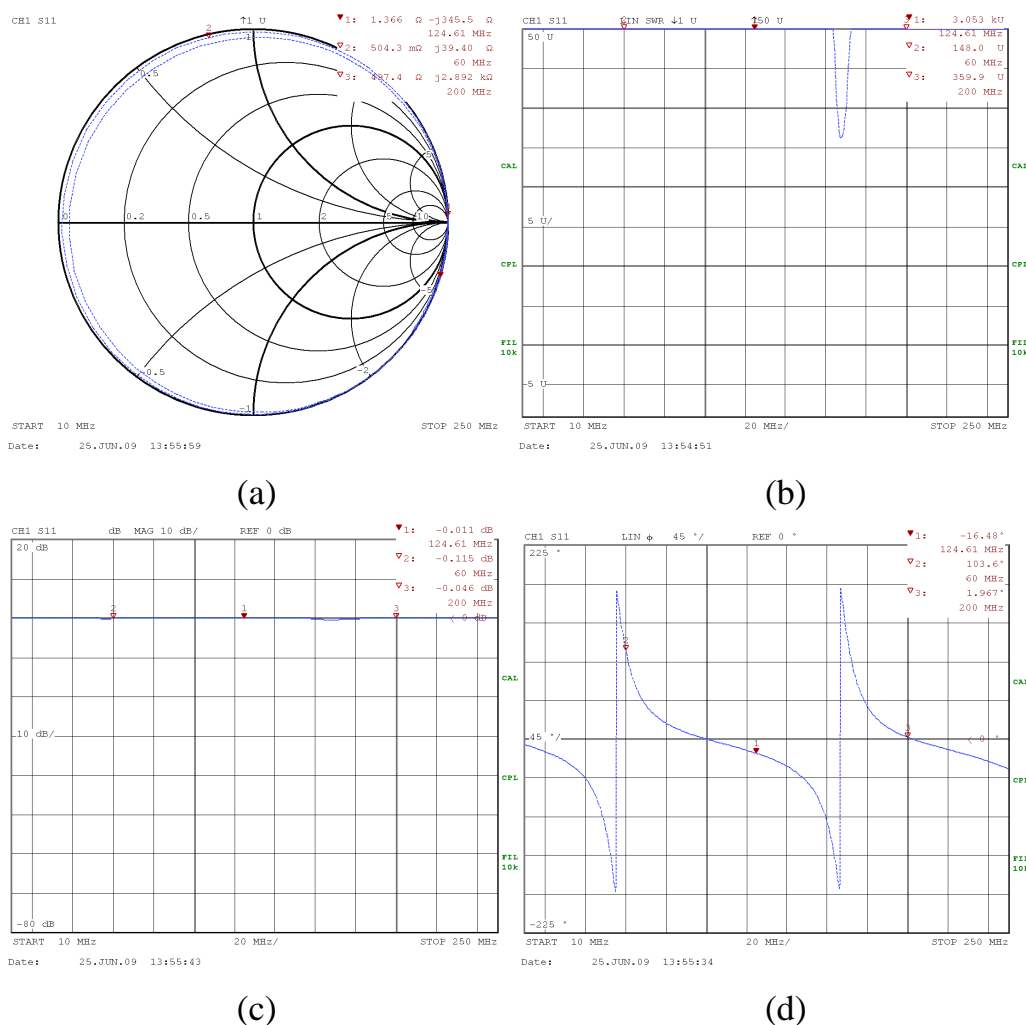 CH1 S11 1 U
1: 1.366 Ω -j345.5 Ω
124.61 MHz
2: 504.3 mΩ j39.40 Ω
60 MHz
3: 497.4 Ω j2.892 kΩ
200 MHz
2
1
0.5
5
0 0.2 0.5 1 2 5 10
-5
-0.5 -2
-1
START 10 MHz STOP 250 MHz
Date: 25.JUN.09 13:55:59
(a)
CH1 S11 LIN SWR ↓1 U ↑50 U
1: 3.053 kU
124.61 MHz
2: 148.0 U
60 MHz
3: 359.9 U
200 MHz
50 U
CAL CAL
5 U/
CPL CPL
FIL FIL
10k 10k
-5 U
START 10 MHz 20 MHz/ STOP 250 MHz
Date: 25.JUN.09 13:54:51
(b)
CH1 S11 dB MAG 10 dB/ REF 0 dB
1: -0.011 dB
124.61 MHz
2: -0.115 dB
60 MHz
3: -0.046 dB
200 MHz
20 dB
2 1 3
0 dB
CAL
10 dB/
CPL
FIL
10k
-80 dB
START 10 MHz 20 MHz/ STOP 250 MHz
Date: 25.JUN.09 13:55:43
(c)
CH1 S11 LIN ϕ 45 °/ REF 0 °
1: -16.48°
124.61 MHz
2: 103.6°
60 MHz
3: 1.967°
200 MHz
225 °
2
CAL
45 °/ 1 3 0 °
CPL
FIL
10k
-225 °
START 10 MHz 20 MHz/ STOP 250 MHz
Date: 25.JUN.09 13:55:34
(d)